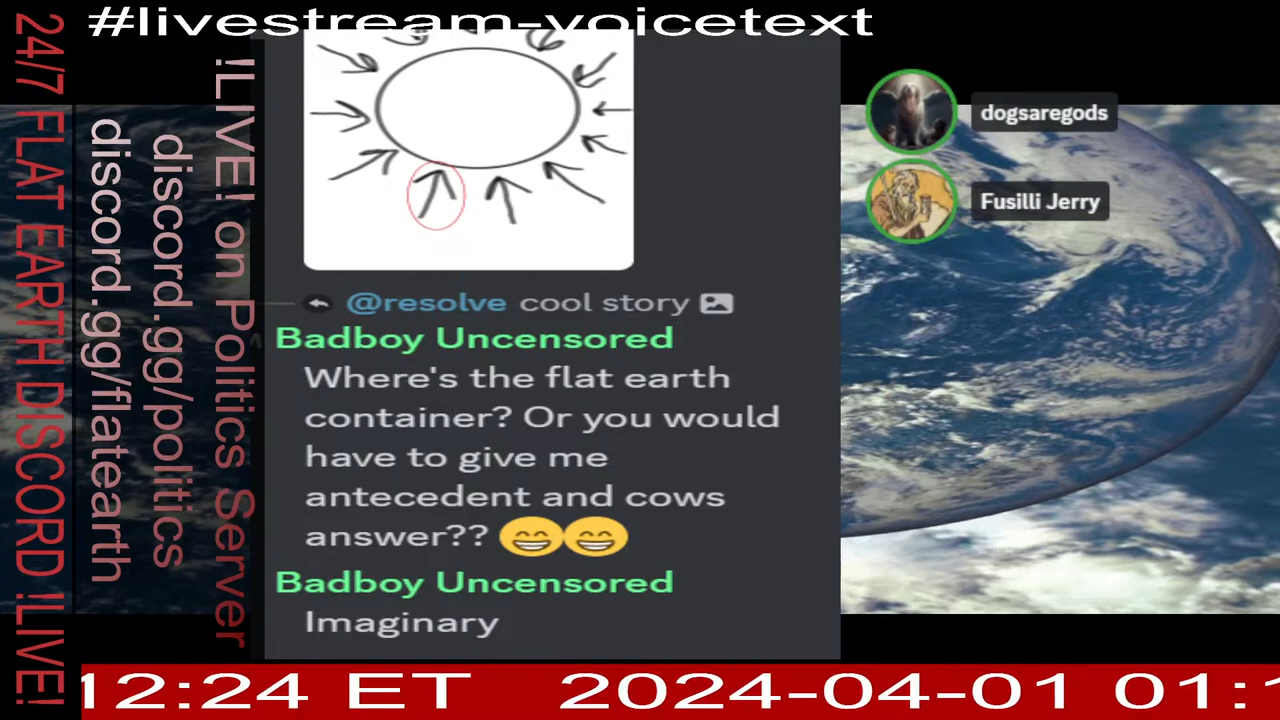 #livestream-voicetext
24/7 FLAT EARTH DISCORD !LIVE!
discord.gg/flatearth
discord.gg/politics
!LIVE! on Politics Server
@resolve cool story
Badboy Uncensored
Where's the flat earth
container? Or you would
have to give me
antecedent and cows
answer?? 😁😁
Badboy Uncensored
Imaginary
dogsaregods
Fusilli Jerry
12:24 ET 2024-04-01 01:1